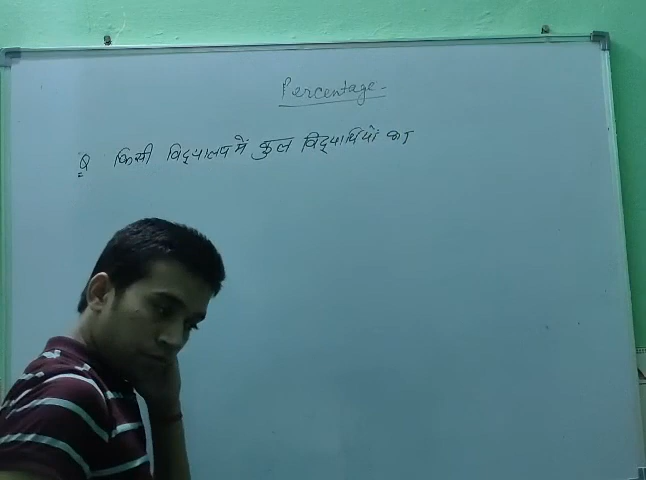 Percentage.
Q किसी विद्यालय में कुल विद्यार्थियों का